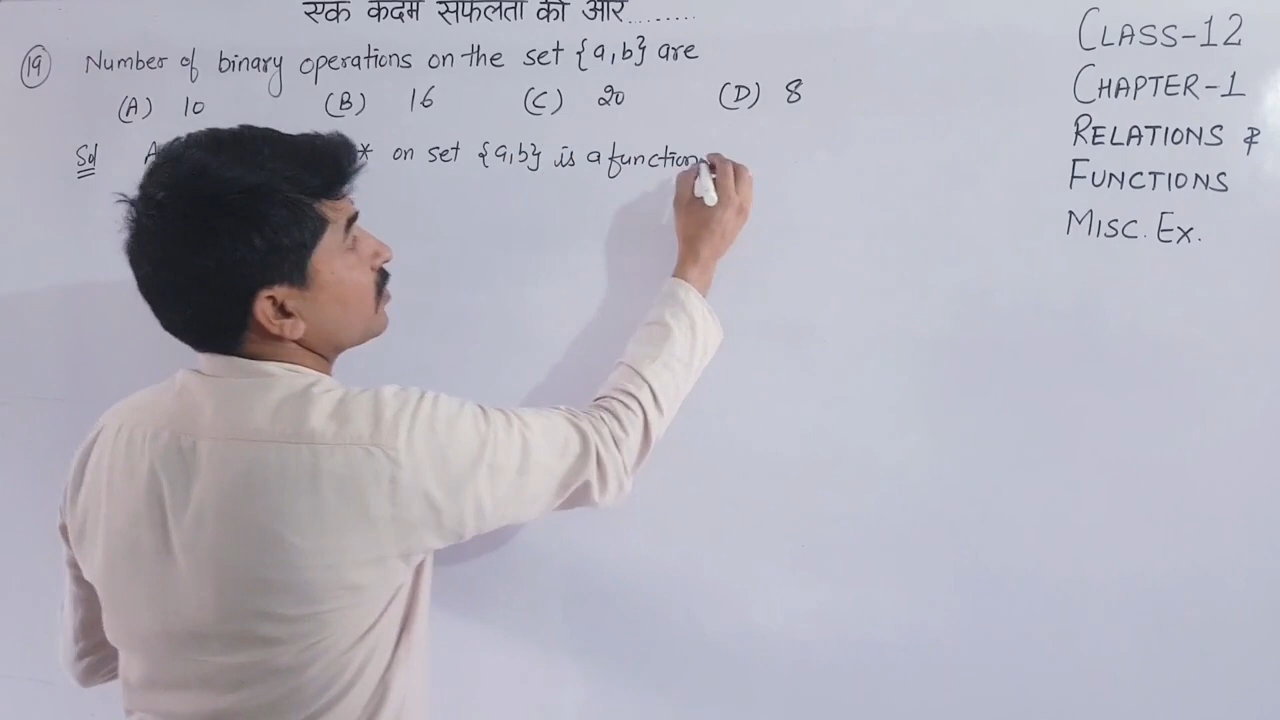 एक कदम सफलता की ओर.........
19 Number of binary operations on the set {a,b} are
(A) 10 (B) 16 (C) 20 (D) 8
Sol A * on set {a,b} is a function
CLASS-12
CHAPTER-1
RELATIONS &
FUNCTIONS
MISC. EX.